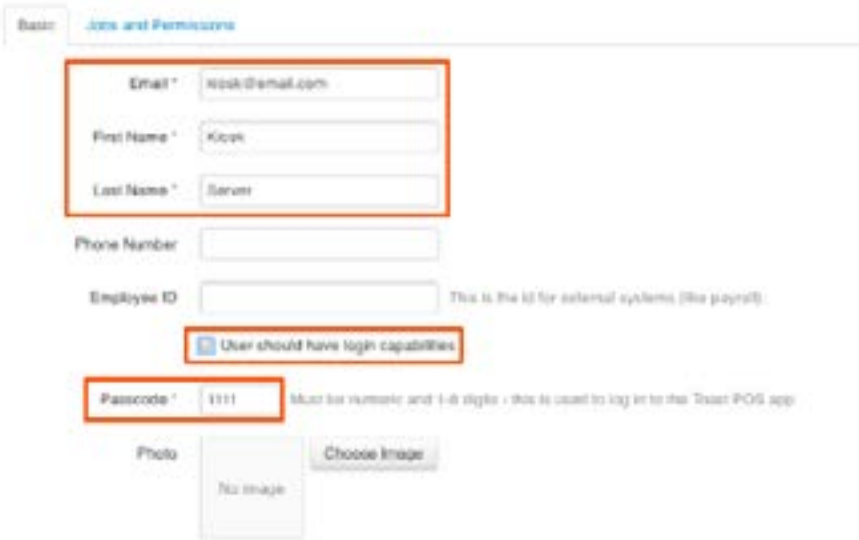 Basic Jobs and Permissions
Email * kiosk@email.com
First Name * Kiosk
Last Name * Server
Phone Number
Employee ID This is the id for external systems (like payroll)
User should have login capabilities
Passcode * 1111 Must be numeric and 1-8 digits - this is used to log in to the Toast POS app
Photo Choose Image
No Image